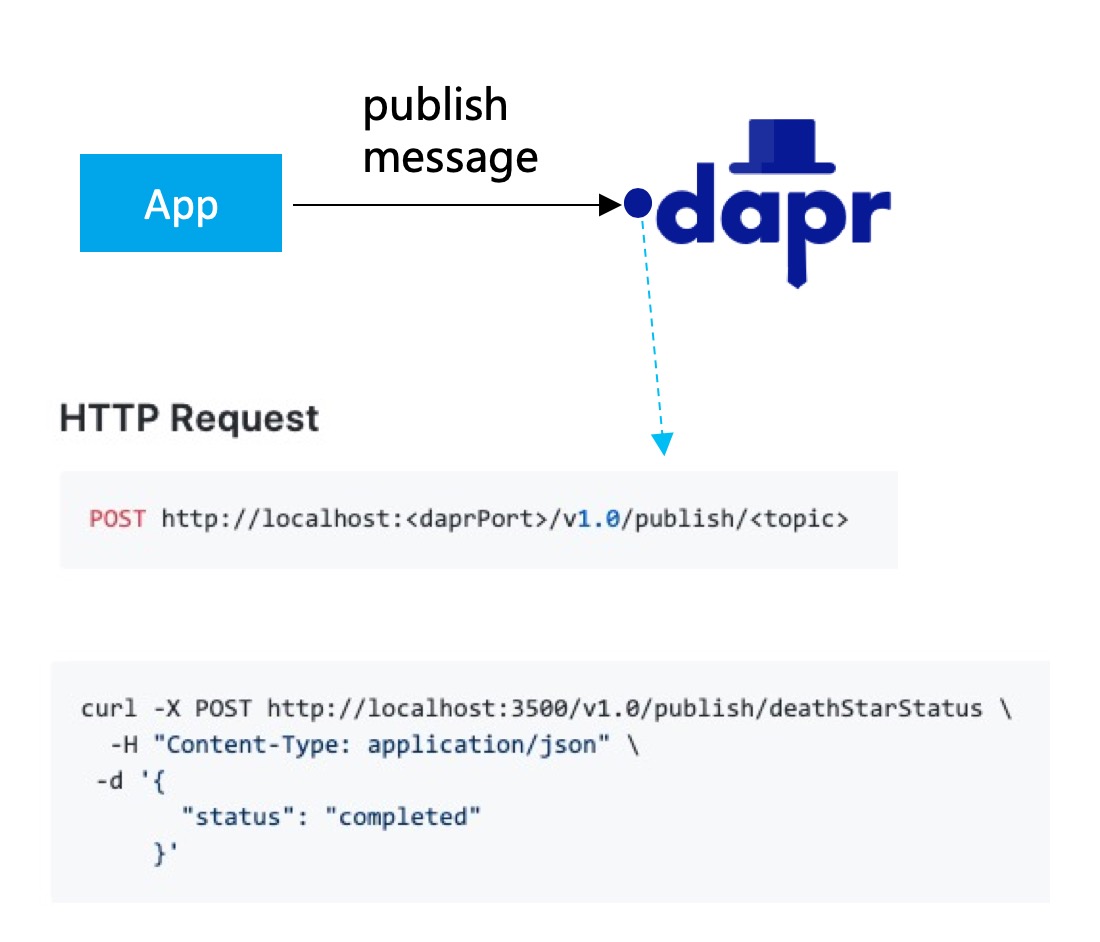 publish
message
App
dapr
HTTP Request
POST http://localhost:<daprPort>/v1.0/publish/<topic>
curl -X POST http://localhost:3500/v1.0/publish/deathStarStatus \
  -H "Content-Type: application/json" \
 -d '{
       "status": "completed"
     }'